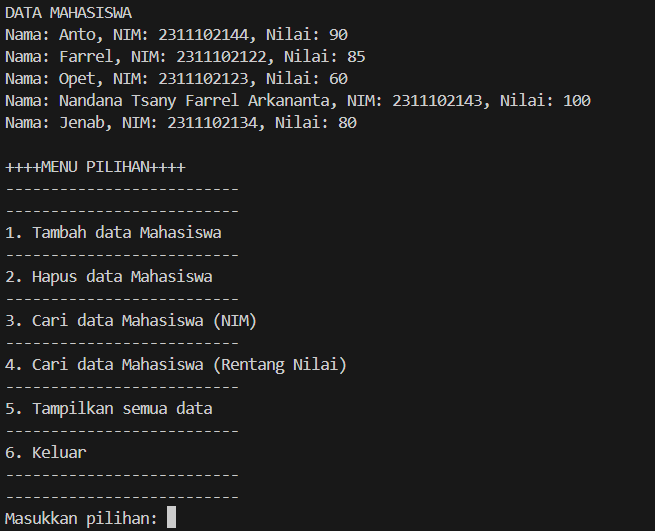 DATA MAHASISWA
Nama: Anto, NIM: 2311102144, Nilai: 90
Nama: Farrel, NIM: 2311102122, Nilai: 85
Nama: Opet, NIM: 2311102123, Nilai: 60
Nama: Nandana Tsany Farrel Arkananta, NIM: 2311102143, Nilai: 100
Nama: Jenab, NIM: 2311102134, Nilai: 80

++++MENU PILIHAN++++
--------------------------
--------------------------
1. Tambah data Mahasiswa
--------------------------
2. Hapus data Mahasiswa
--------------------------
3. Cari data Mahasiswa (NIM)
--------------------------
4. Cari data Mahasiswa (Rentang Nilai)
--------------------------
5. Tampilkan semua data
--------------------------
6. Keluar
--------------------------
--------------------------
Masukkan pilihan: